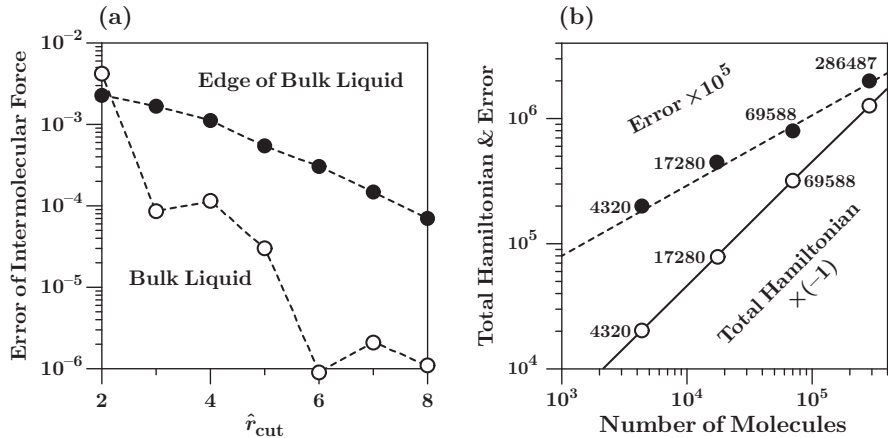 (a)
10−2
10−3
10−4
10−5
10−6
Error of Intermolecular Force
Edge of Bulk Liquid
Bulk Liquid
2
4
6
8
r̂cut
(b)
106
105
104
Total Hamiltonian & Error
Error ×105
286487
69588
17280
4320
69588
17280
4320
Total Hamiltonian
×(−1)
103
104
105
Number of Molecules